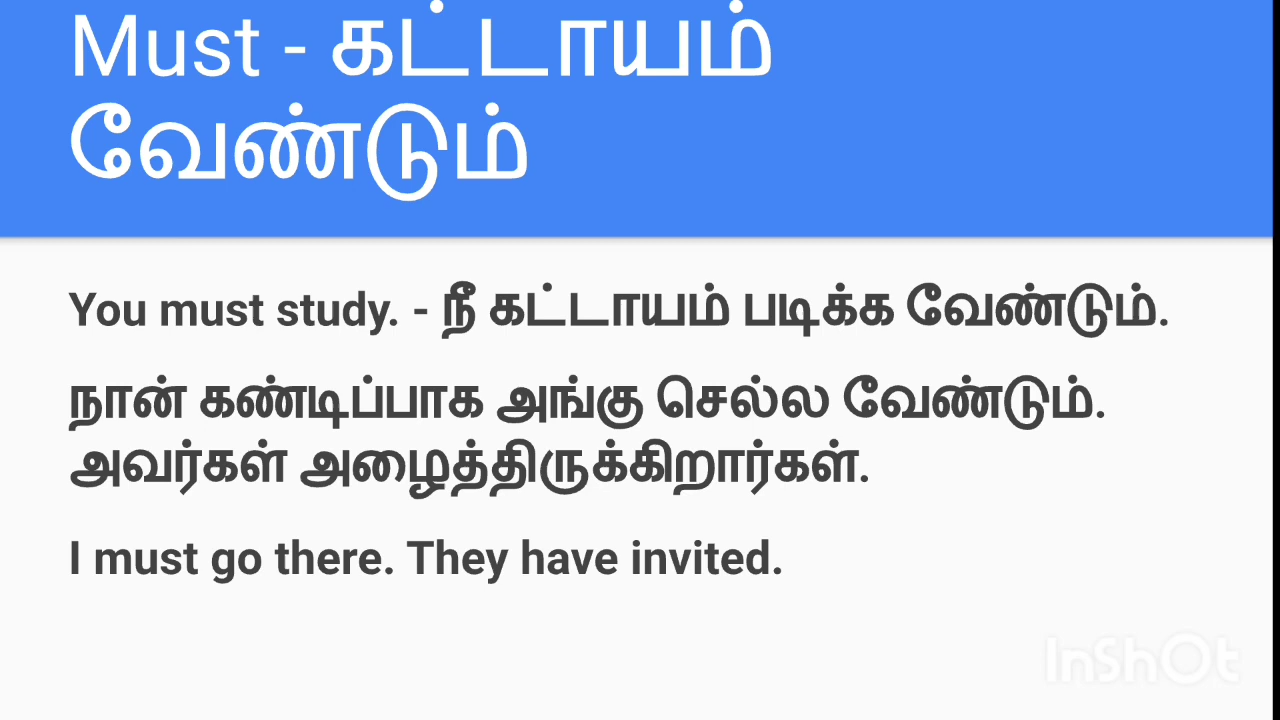 Must - கட்டாயம்
வேண்டும்
You must study. - நீ கட்டாயம் படிக்க வேண்டும்.
நான் கண்டிப்பாக அங்கு செல்ல வேண்டும்.
அவர்கள் அழைத்திருக்கிறார்கள்.
I must go there. They have invited.
InShOt